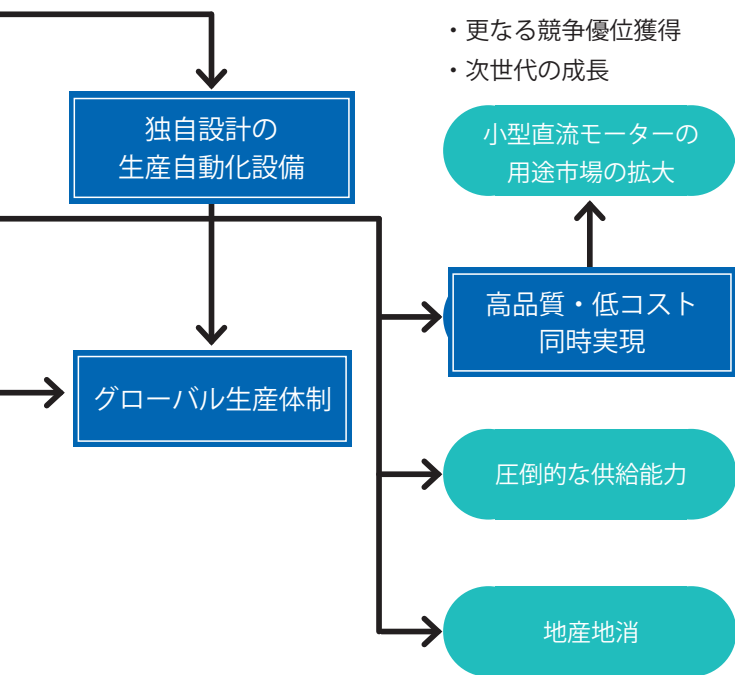 ・更なる競争優位獲得
・次世代の成長
独自設計の
生産自動化設備
小型直流モーターの
用途市場の拡大
高品質・低コスト
同時実現
グローバル生産体制
圧倒的な供給能力
地産地消